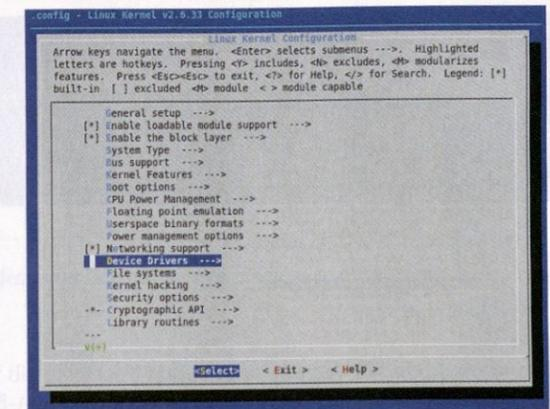 .config - Linux Kernel v2.6.33 Configuration
Linux Kernel Configuration
Arrow keys navigate the menu. <Enter> selects submenus --->. Highlighted
letters are hotkeys. Pressing <Y> includes, <N> excludes, <M> modularizes
features. Press <Esc><Esc> to exit, <?> for Help, </> for Search. Legend: [*]
built-in [ ] excluded <M> module < > module capable
General setup --->
[*] Enable loadable module support --->
[*] Enable the block layer --->
System Type --->
Bus support --->
Kernel Features --->
Boot options --->
CPU Power Management --->
Floating point emulation --->
Userspace binary formats --->
Power management options --->
[*] Networking support --->
Device Drivers --->
File systems --->
Kernel hacking --->
Security options --->
-*- Cryptographic API --->
Library routines --->
---
v(+)
<Select> < Exit > < Help >